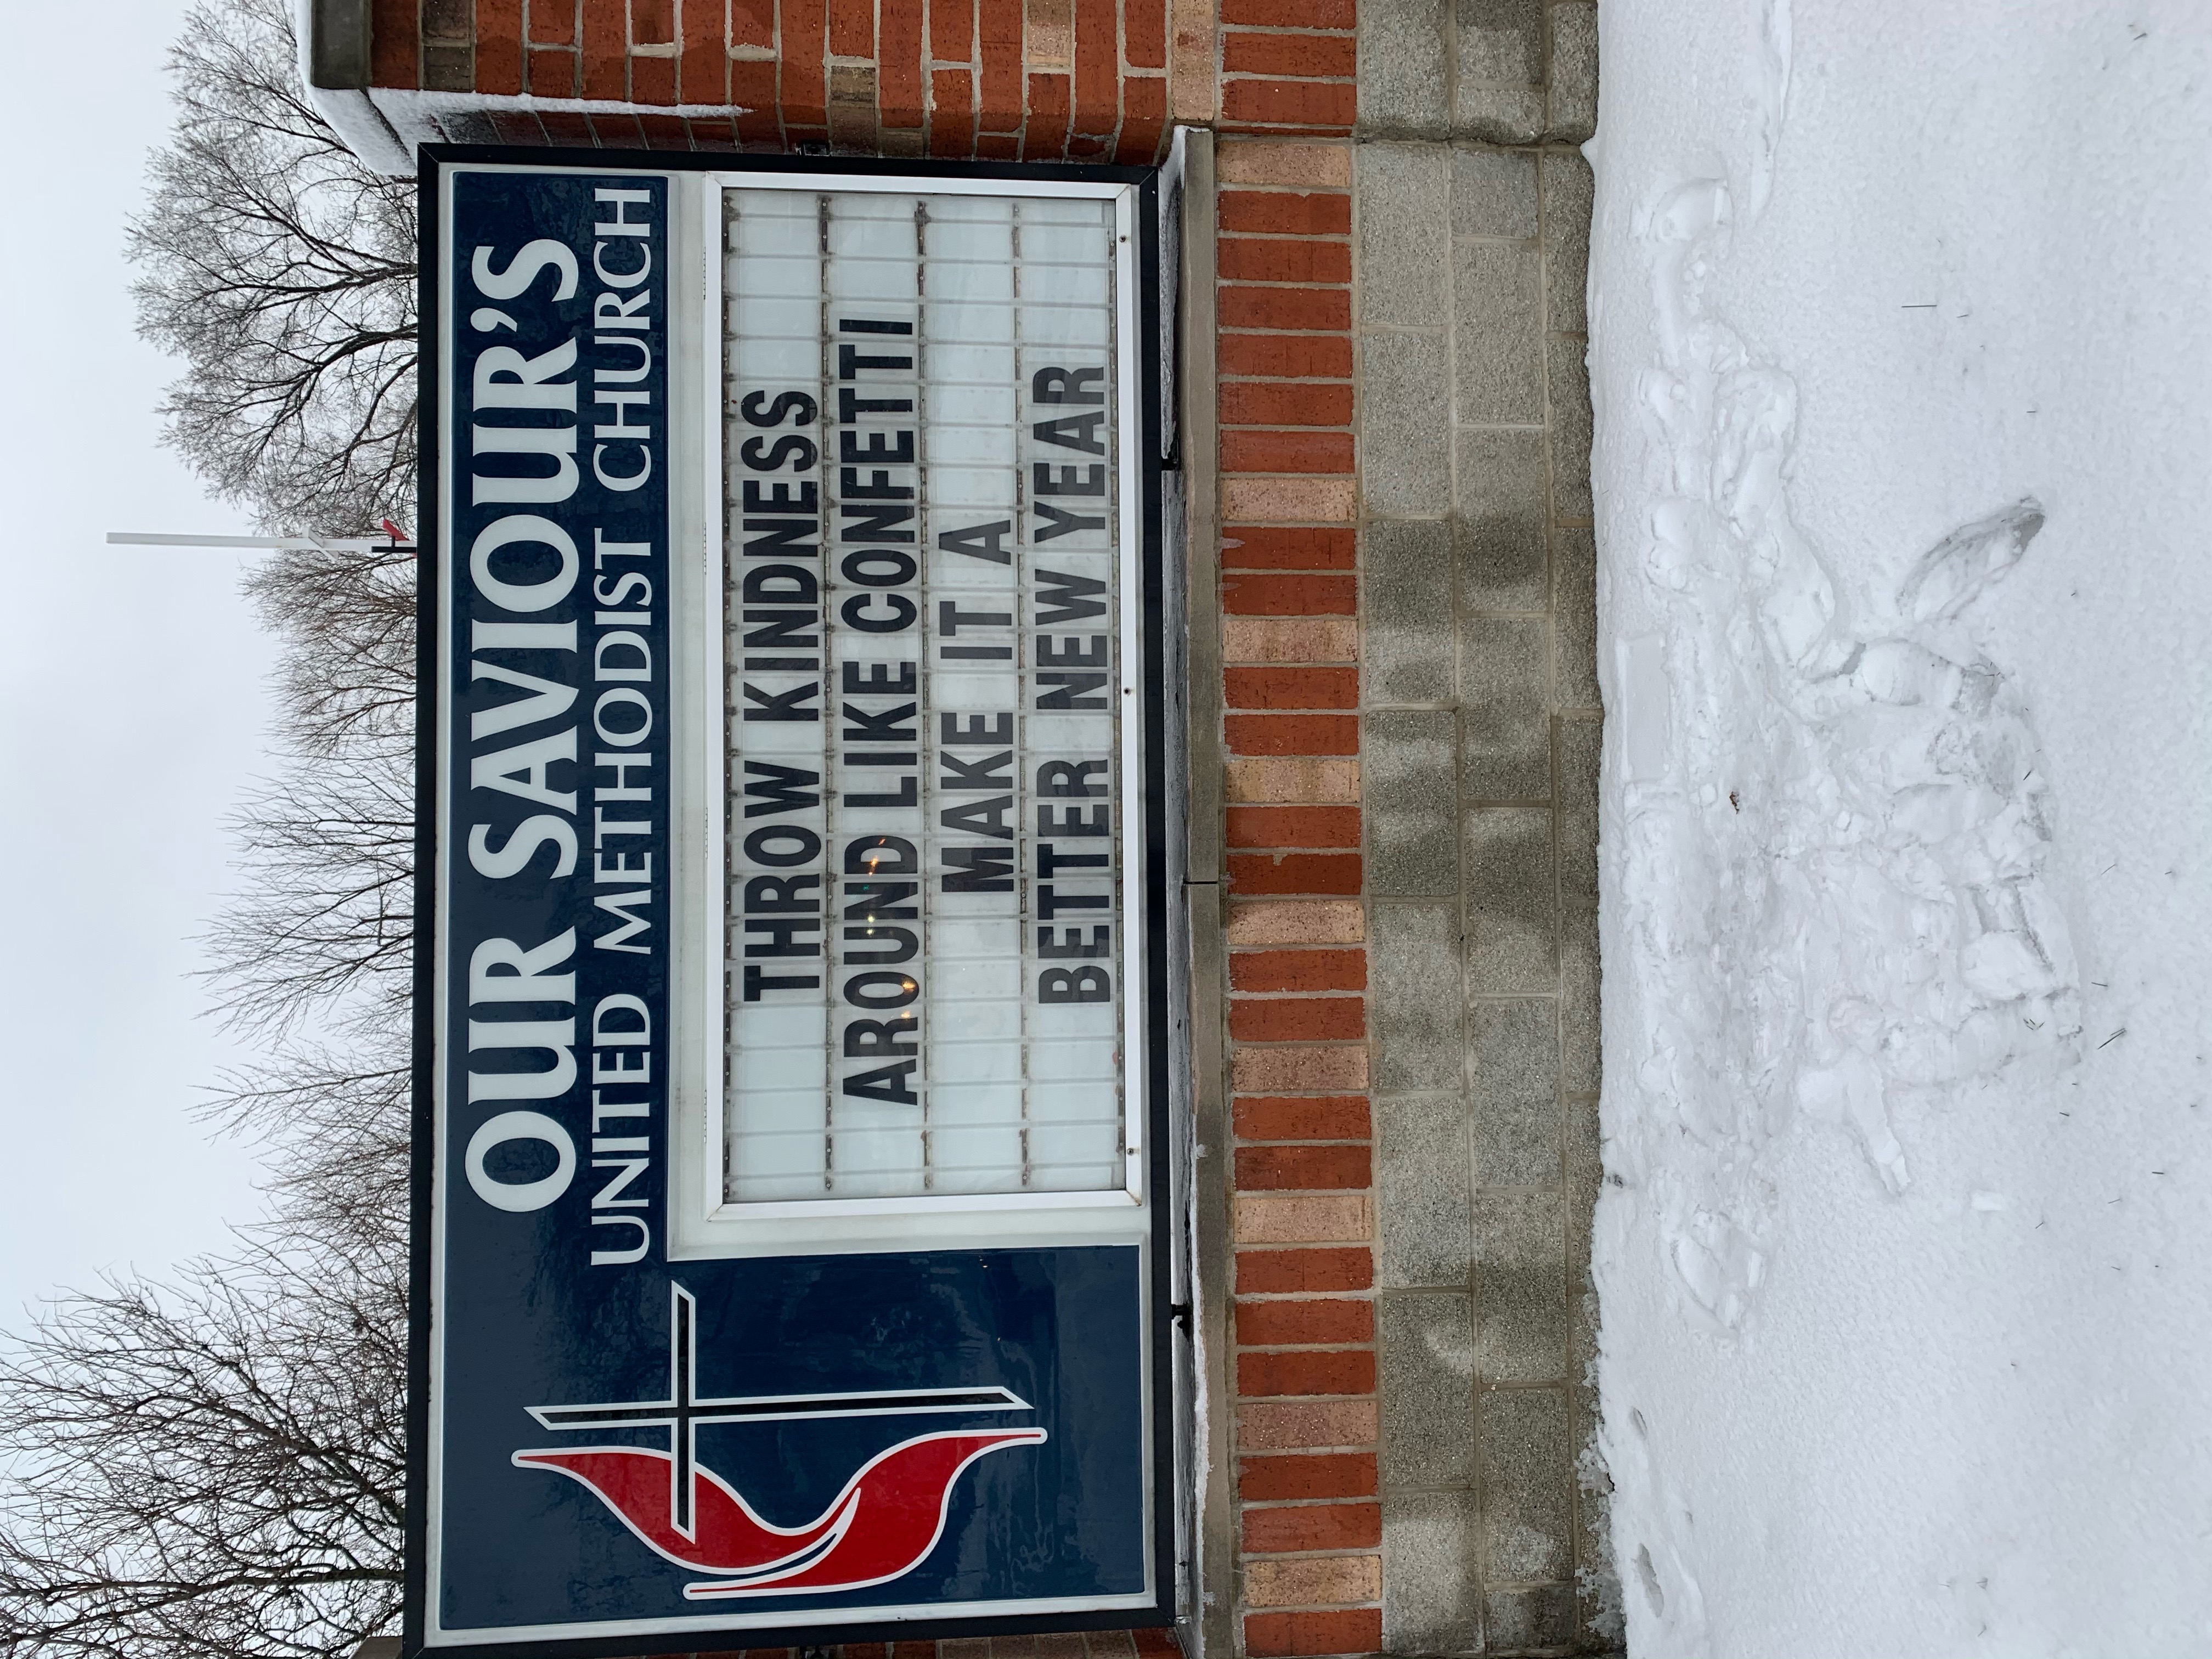 OUR SAVIOUR'S
UNITED METHODIST CHURCH
THROW KINDNESS
AROUND LIKE CONFETTI
MAKE IT A
BETTER NEW YEAR